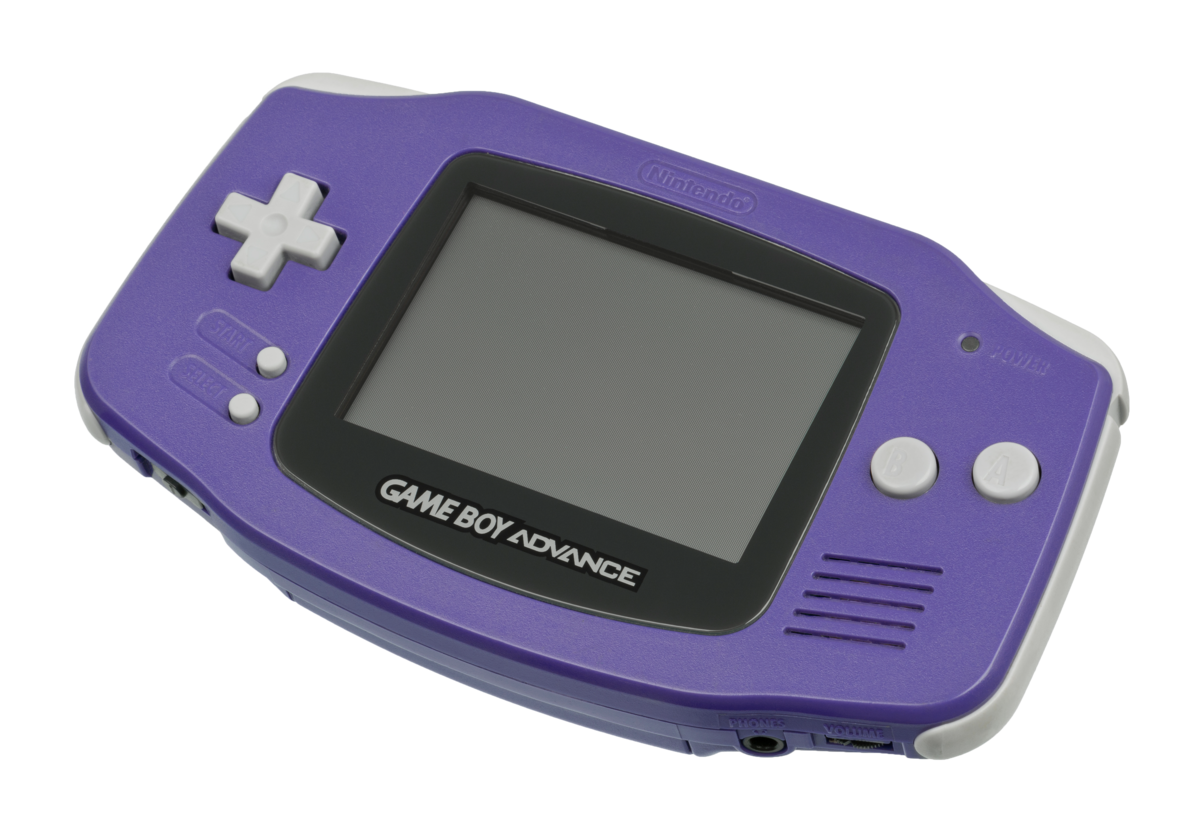 Nintendo®
POWER
START
SELECT
B
A
GAME BOY ADVANCE
PHONES
VOLUME